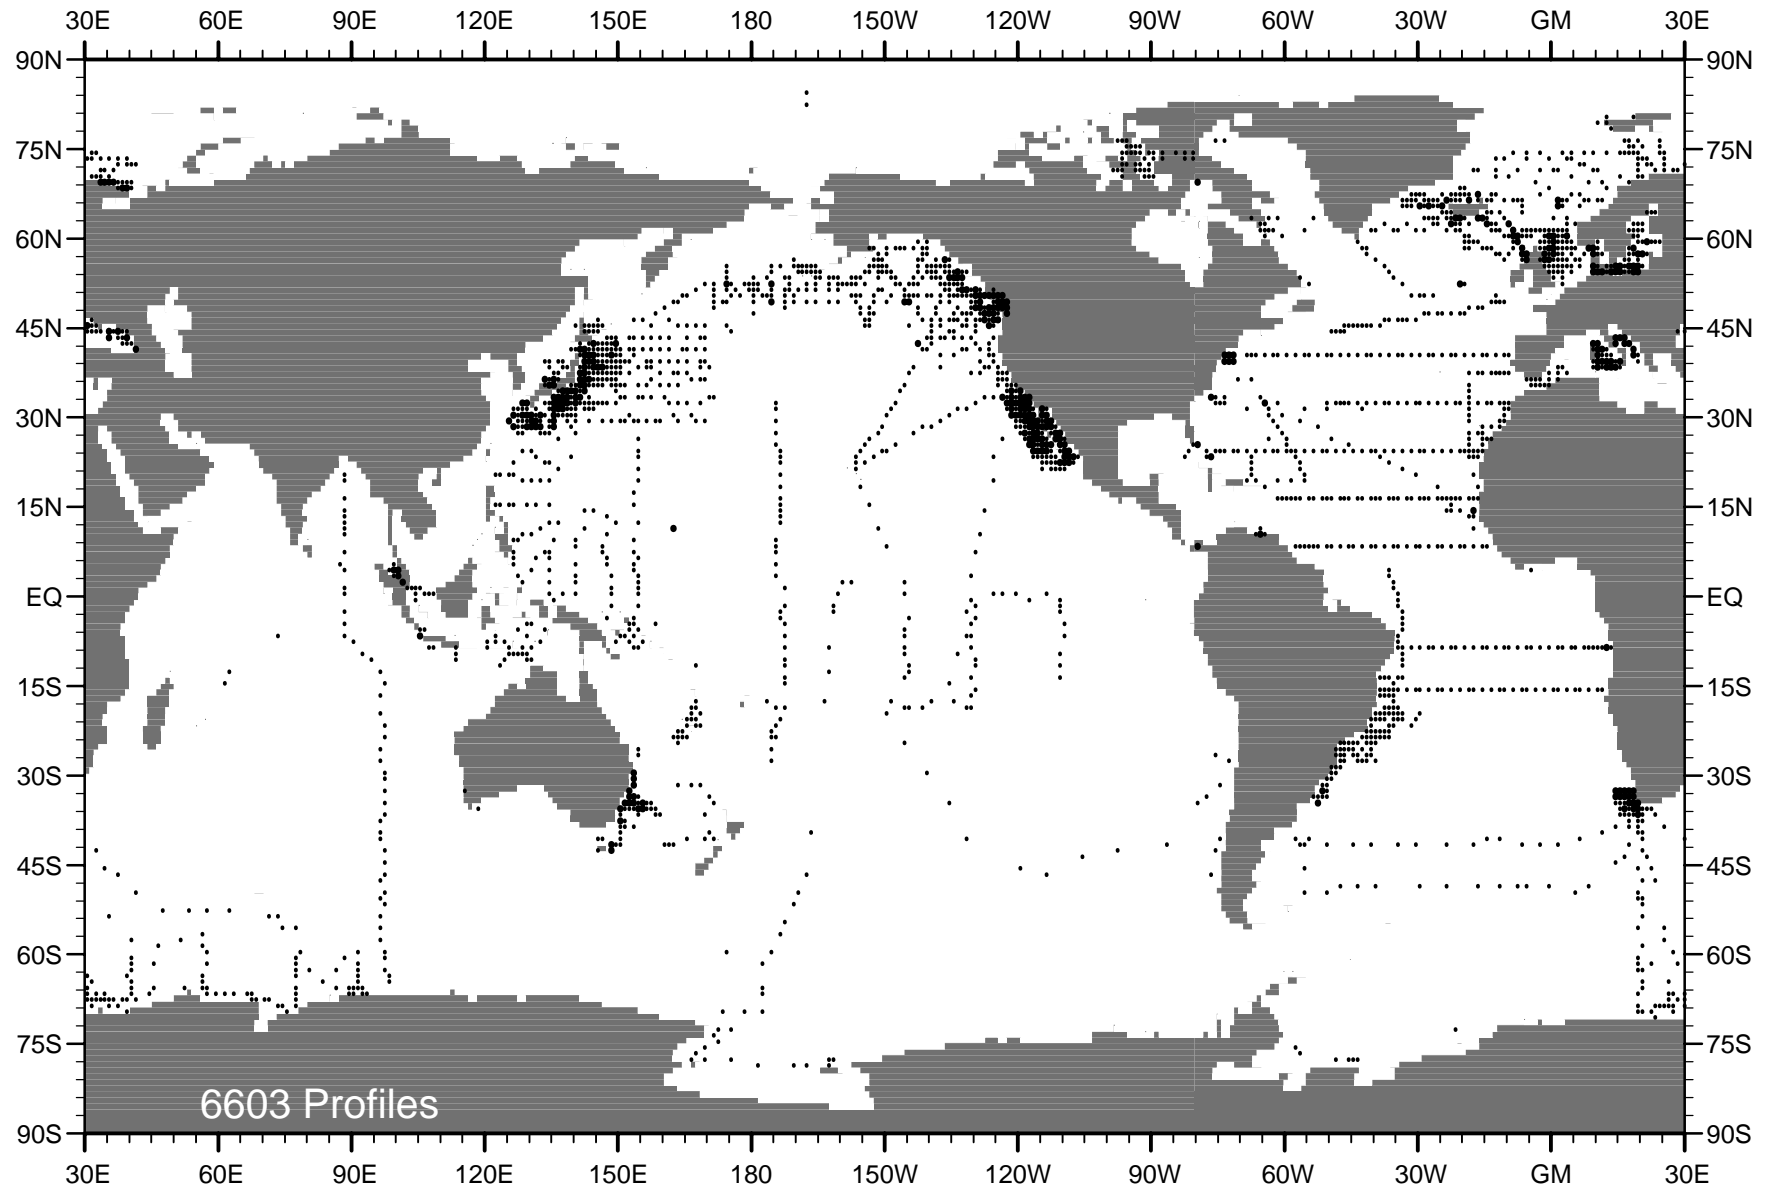 30E 60E 90E 120E 150E 180 150W 120W 90W 60W 30W GM 30E
90N 90N
75N 75N
60N 60N
45N 45N
30N 30N
15N 15N
EQ EQ
15S 15S
30S 30S
45S 45S
60S 60S
75S 75S
6603 Profiles
90S 90S
30E 60E 90E 120E 150E 180 150W 120W 90W 60W 30W GM 30E